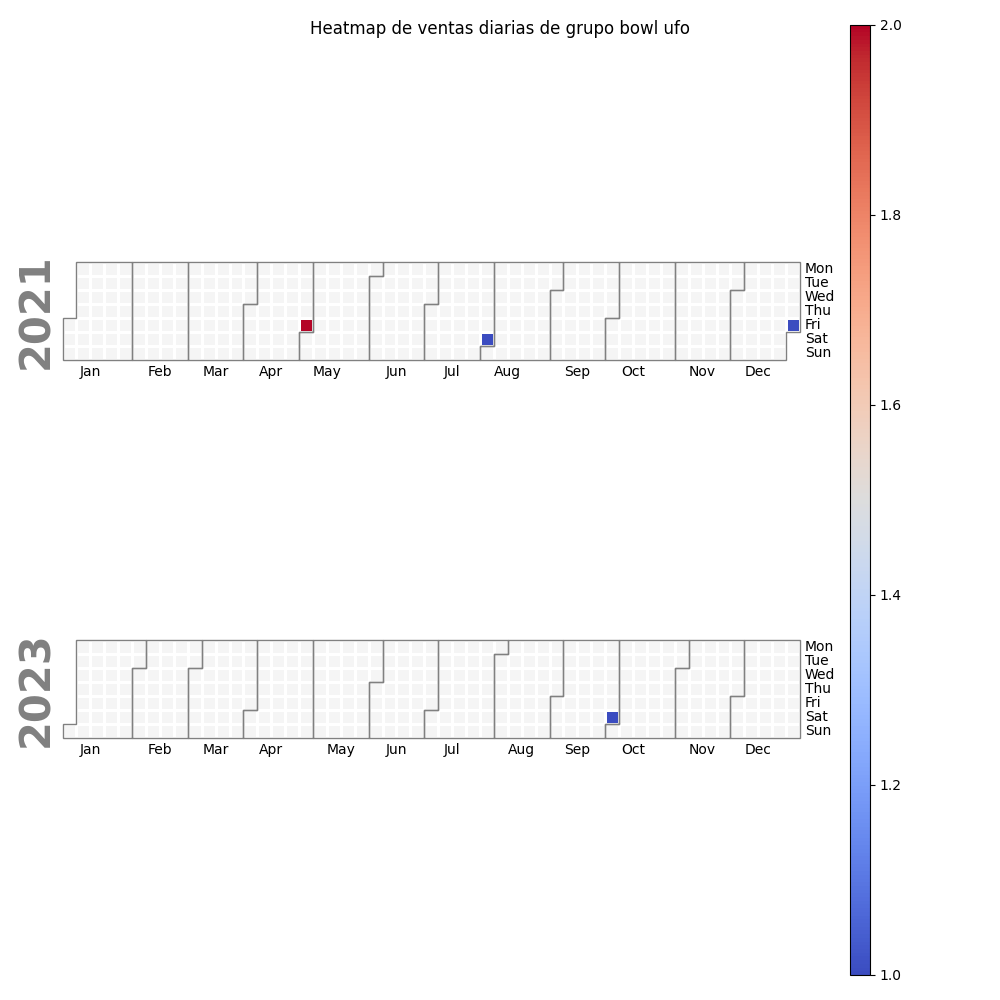 Heatmap de ventas diarias de grupo bowl ufo
2021
Mon
Tue
Wed
Thu
Fri
Sat
Sun
Jan Feb Mar Apr May Jun Jul Aug Sep Oct Nov Dec
2023
Mon
Tue
Wed
Thu
Fri
Sat
Sun
Jan Feb Mar Apr May Jun Jul Aug Sep Oct Nov Dec
2.0
1.8
1.6
1.4
1.2
1.0